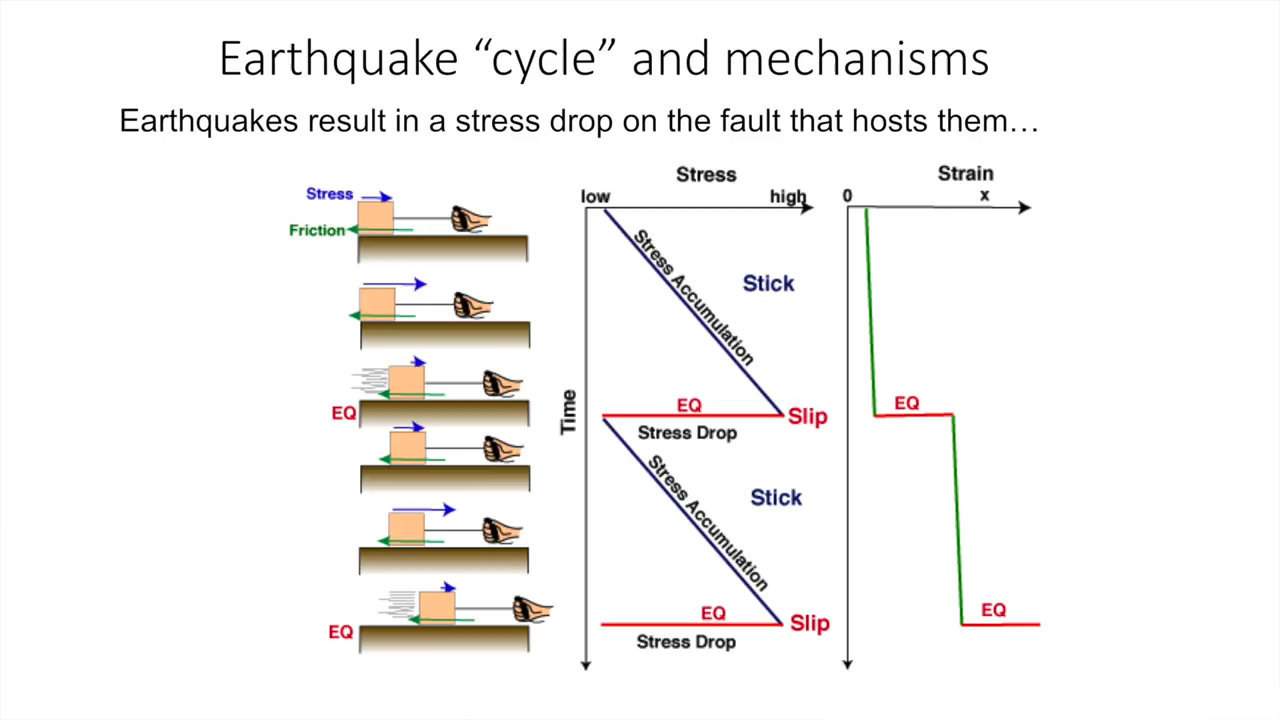 Earthquake “cycle” and mechanisms
Earthquakes result in a stress drop on the fault that hosts them…
Stress
Friction
EQ
EQ
Stress
low
high
Time
Stress Accumulation
Stick
EQ
Slip
Stress Drop
Stress Accumulation
Stick
EQ
Slip
Stress Drop
Strain
0
x
EQ
EQ